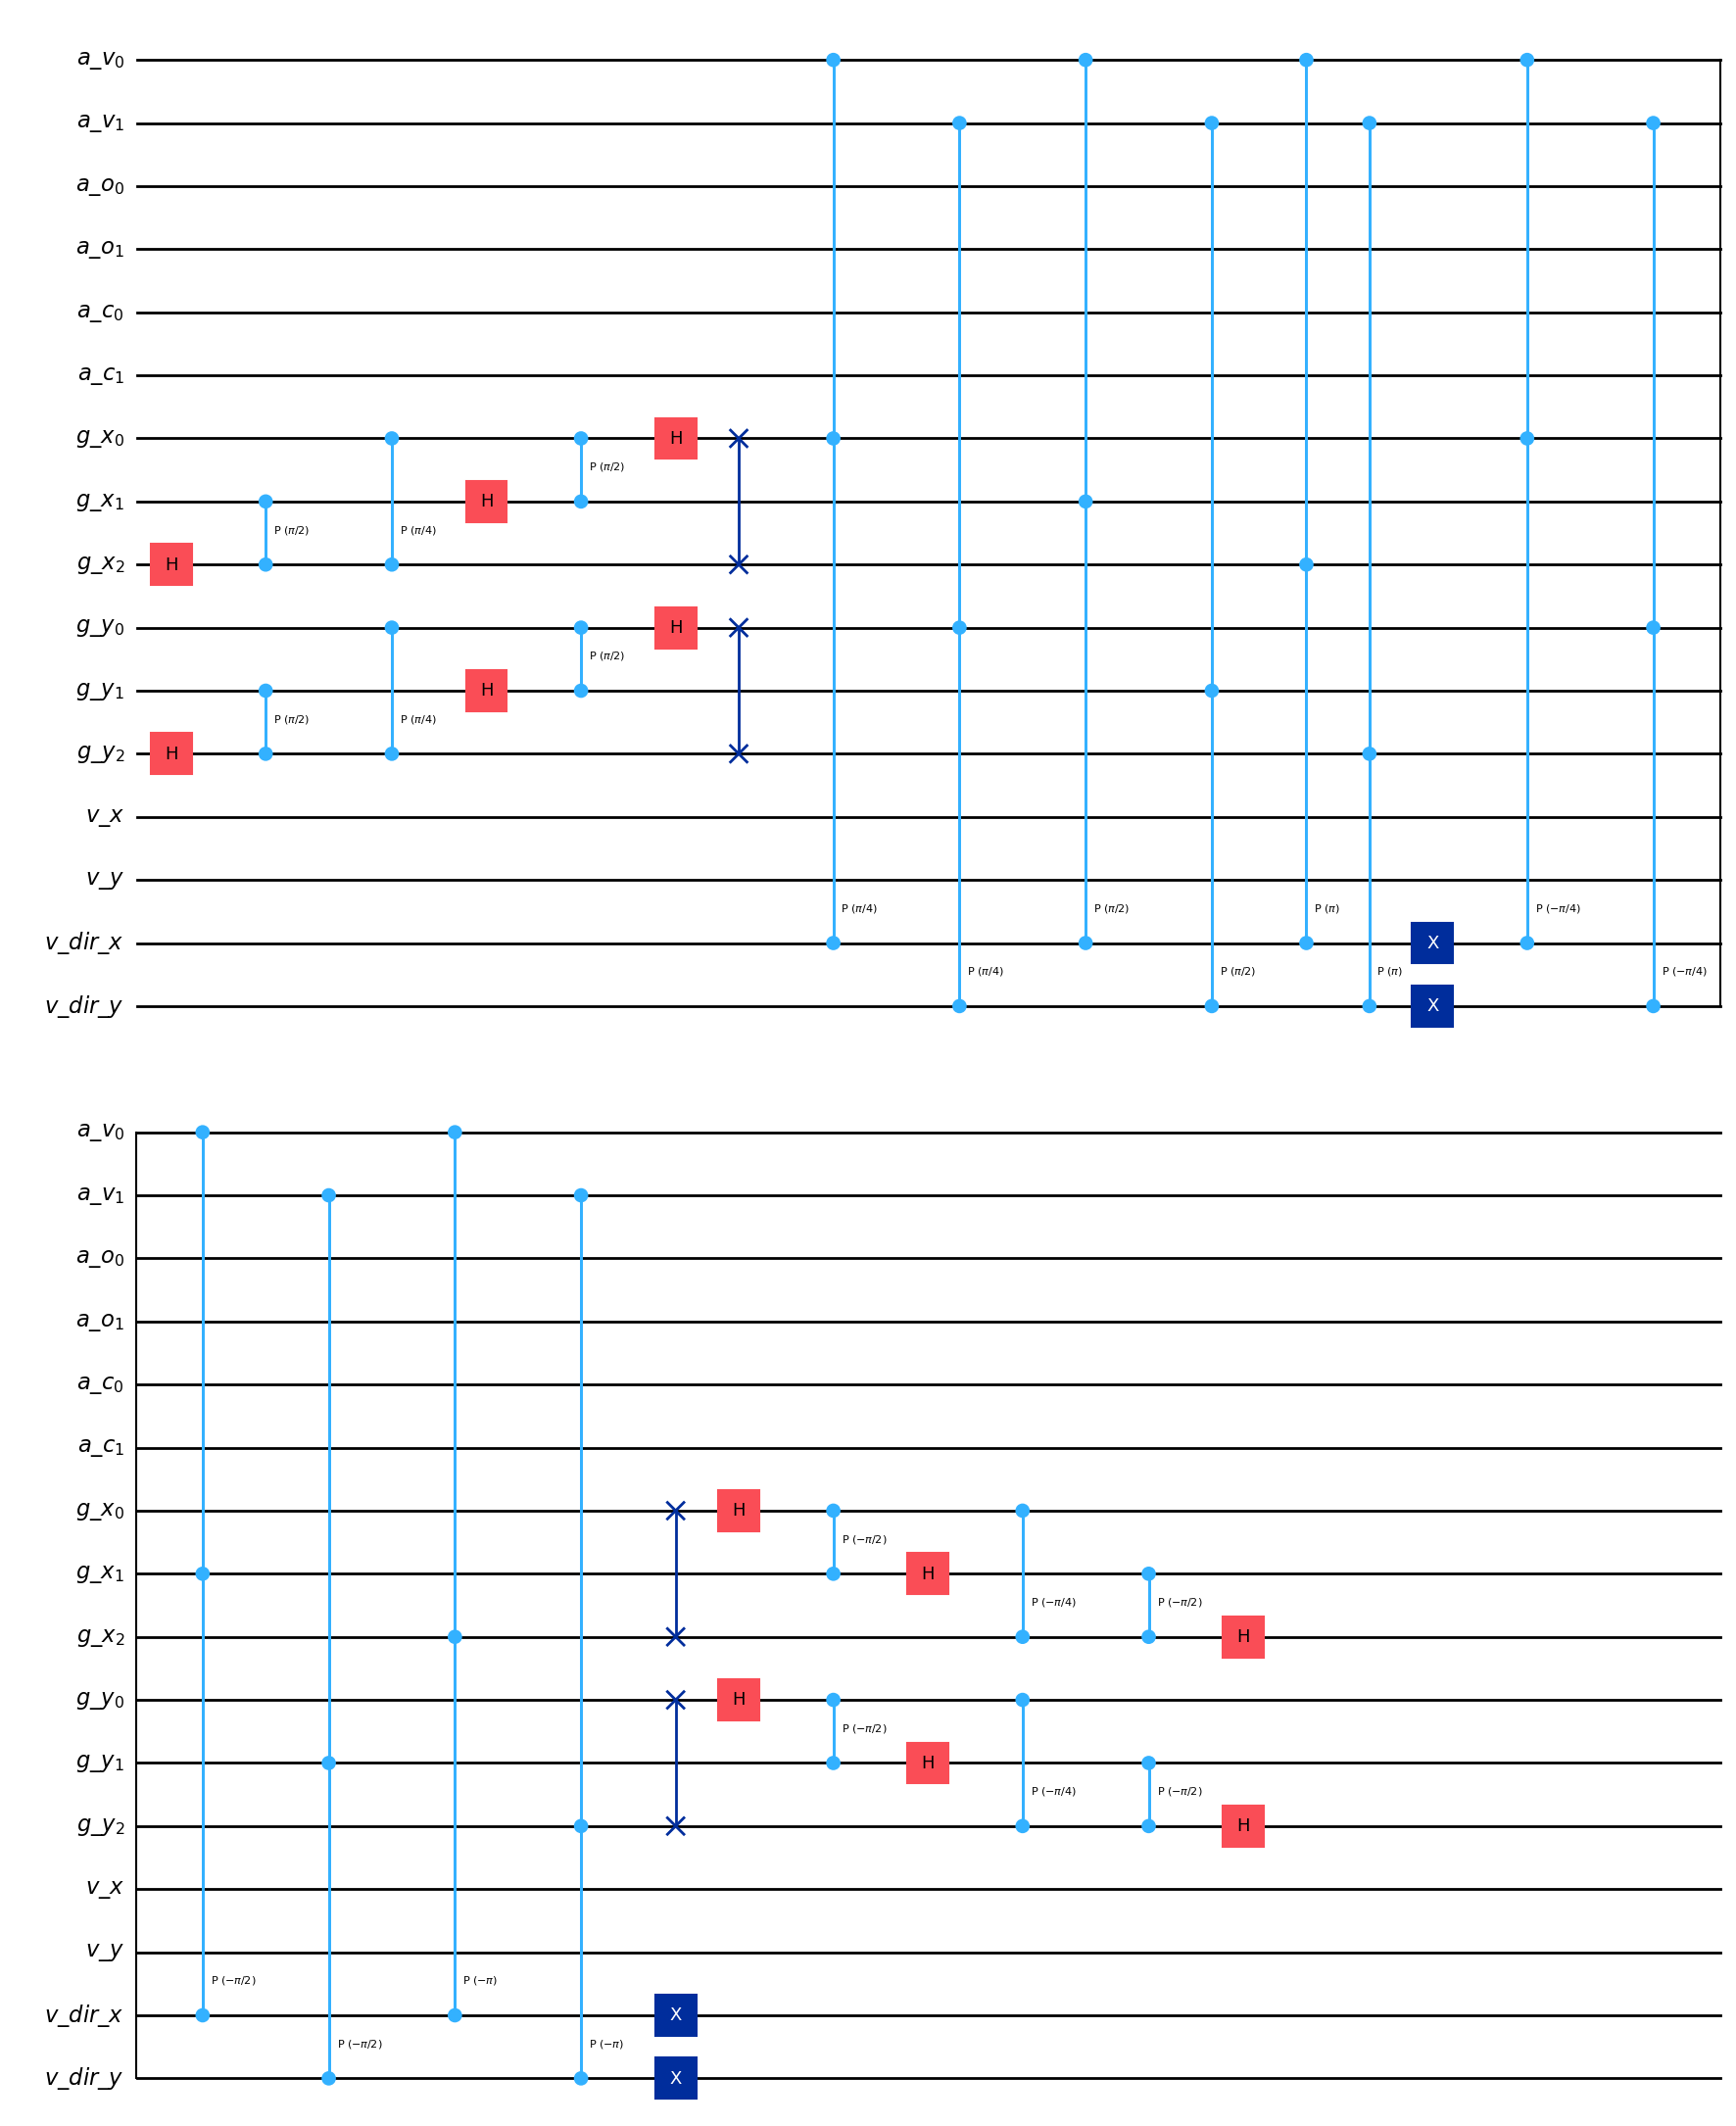 a_v₀
a_v₁
a_o₀
a_o₁
a_c₀
a_c₁
g_x₀ H
P (π/2)
g_x₁ H
P (π/2) P (π/4)
g_x₂ H
g_y₀ H
P (π/2)
g_y₁ H
P (π/2) P (π/4)
g_y₂ H
v_x
v_y
P (π/4) P (π/2) P (π) P (−π/4)
v_dir_x X
P (π/4) P (π/2) P (π) P (−π/4)
v_dir_y X
a_v₀
a_v₁
a_o₀
a_o₁
a_c₀
a_c₁
g_x₀ H
P (−π/2)
g_x₁ H
P (−π/4) P (−π/2)
g_x₂ H
g_y₀ H
P (−π/2)
g_y₁ H
P (−π/4) P (−π/2)
g_y₂ H
v_x
v_y
P (−π/2) P (−π)
v_dir_x X
P (−π/2) P (−π)
v_dir_y X